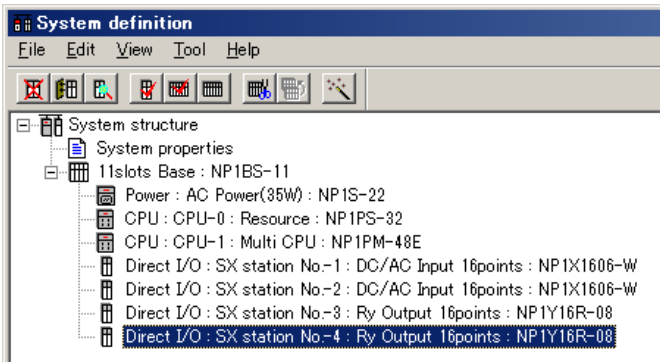 System definition
File Edit View Tool Help
System structure
System properties
11slots Base : NP1BS-11
Power : AC Power(35W) : NP1S-22
CPU : CPU-0 : Resource : NP1PS-32
CPU : CPU-1 : Multi CPU : NP1PM-48E
Direct I/O : SX station No.-1 : DC/AC Input 16points : NP1X1606-W
Direct I/O : SX station No.-2 : DC/AC Input 16points : NP1X1606-W
Direct I/O : SX station No.-3 : Ry Output 16points : NP1Y16R-08
Direct I/O : SX station No.-4 : Ry Output 16points : NP1Y16R-08